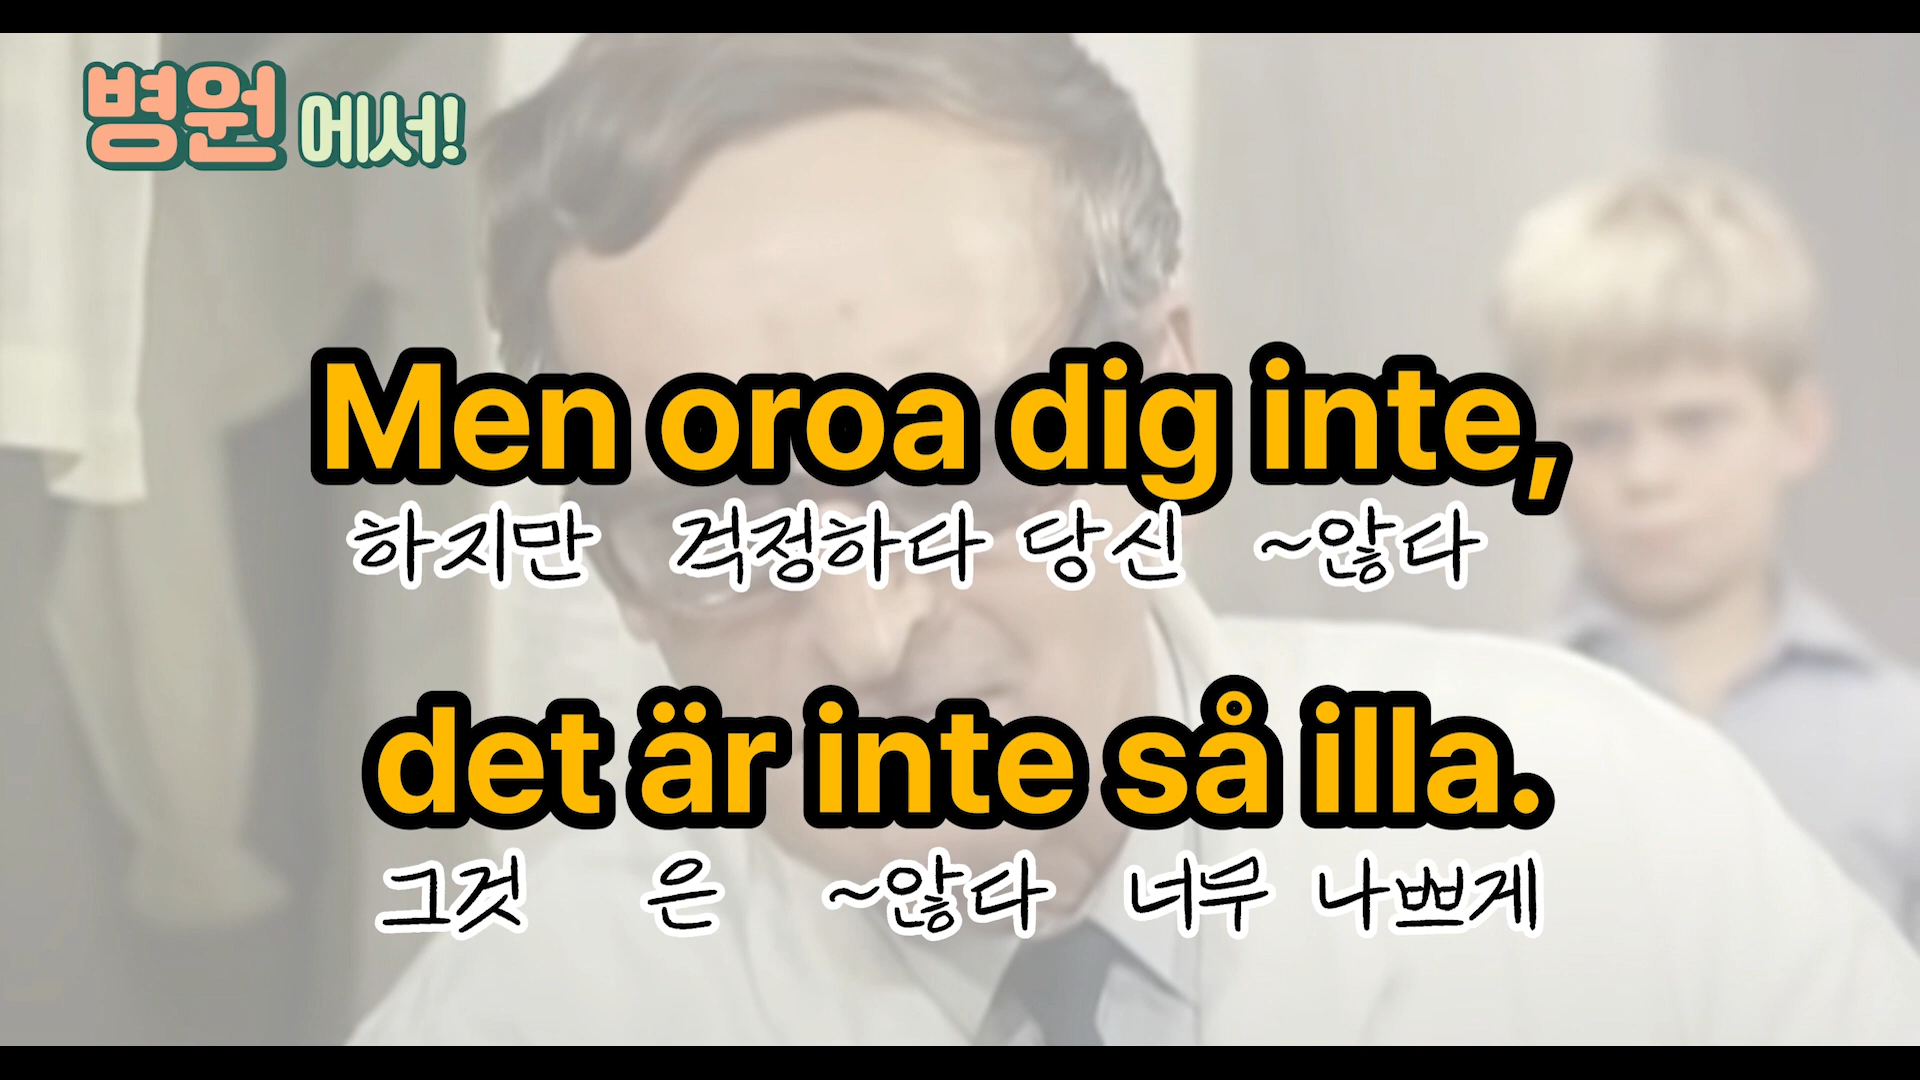 병원에서!
Men oroa dig inte,
하지만 걱정하다 당신 ~않다
det är inte så illa.
그것 은 ~않다 너무 나쁘게